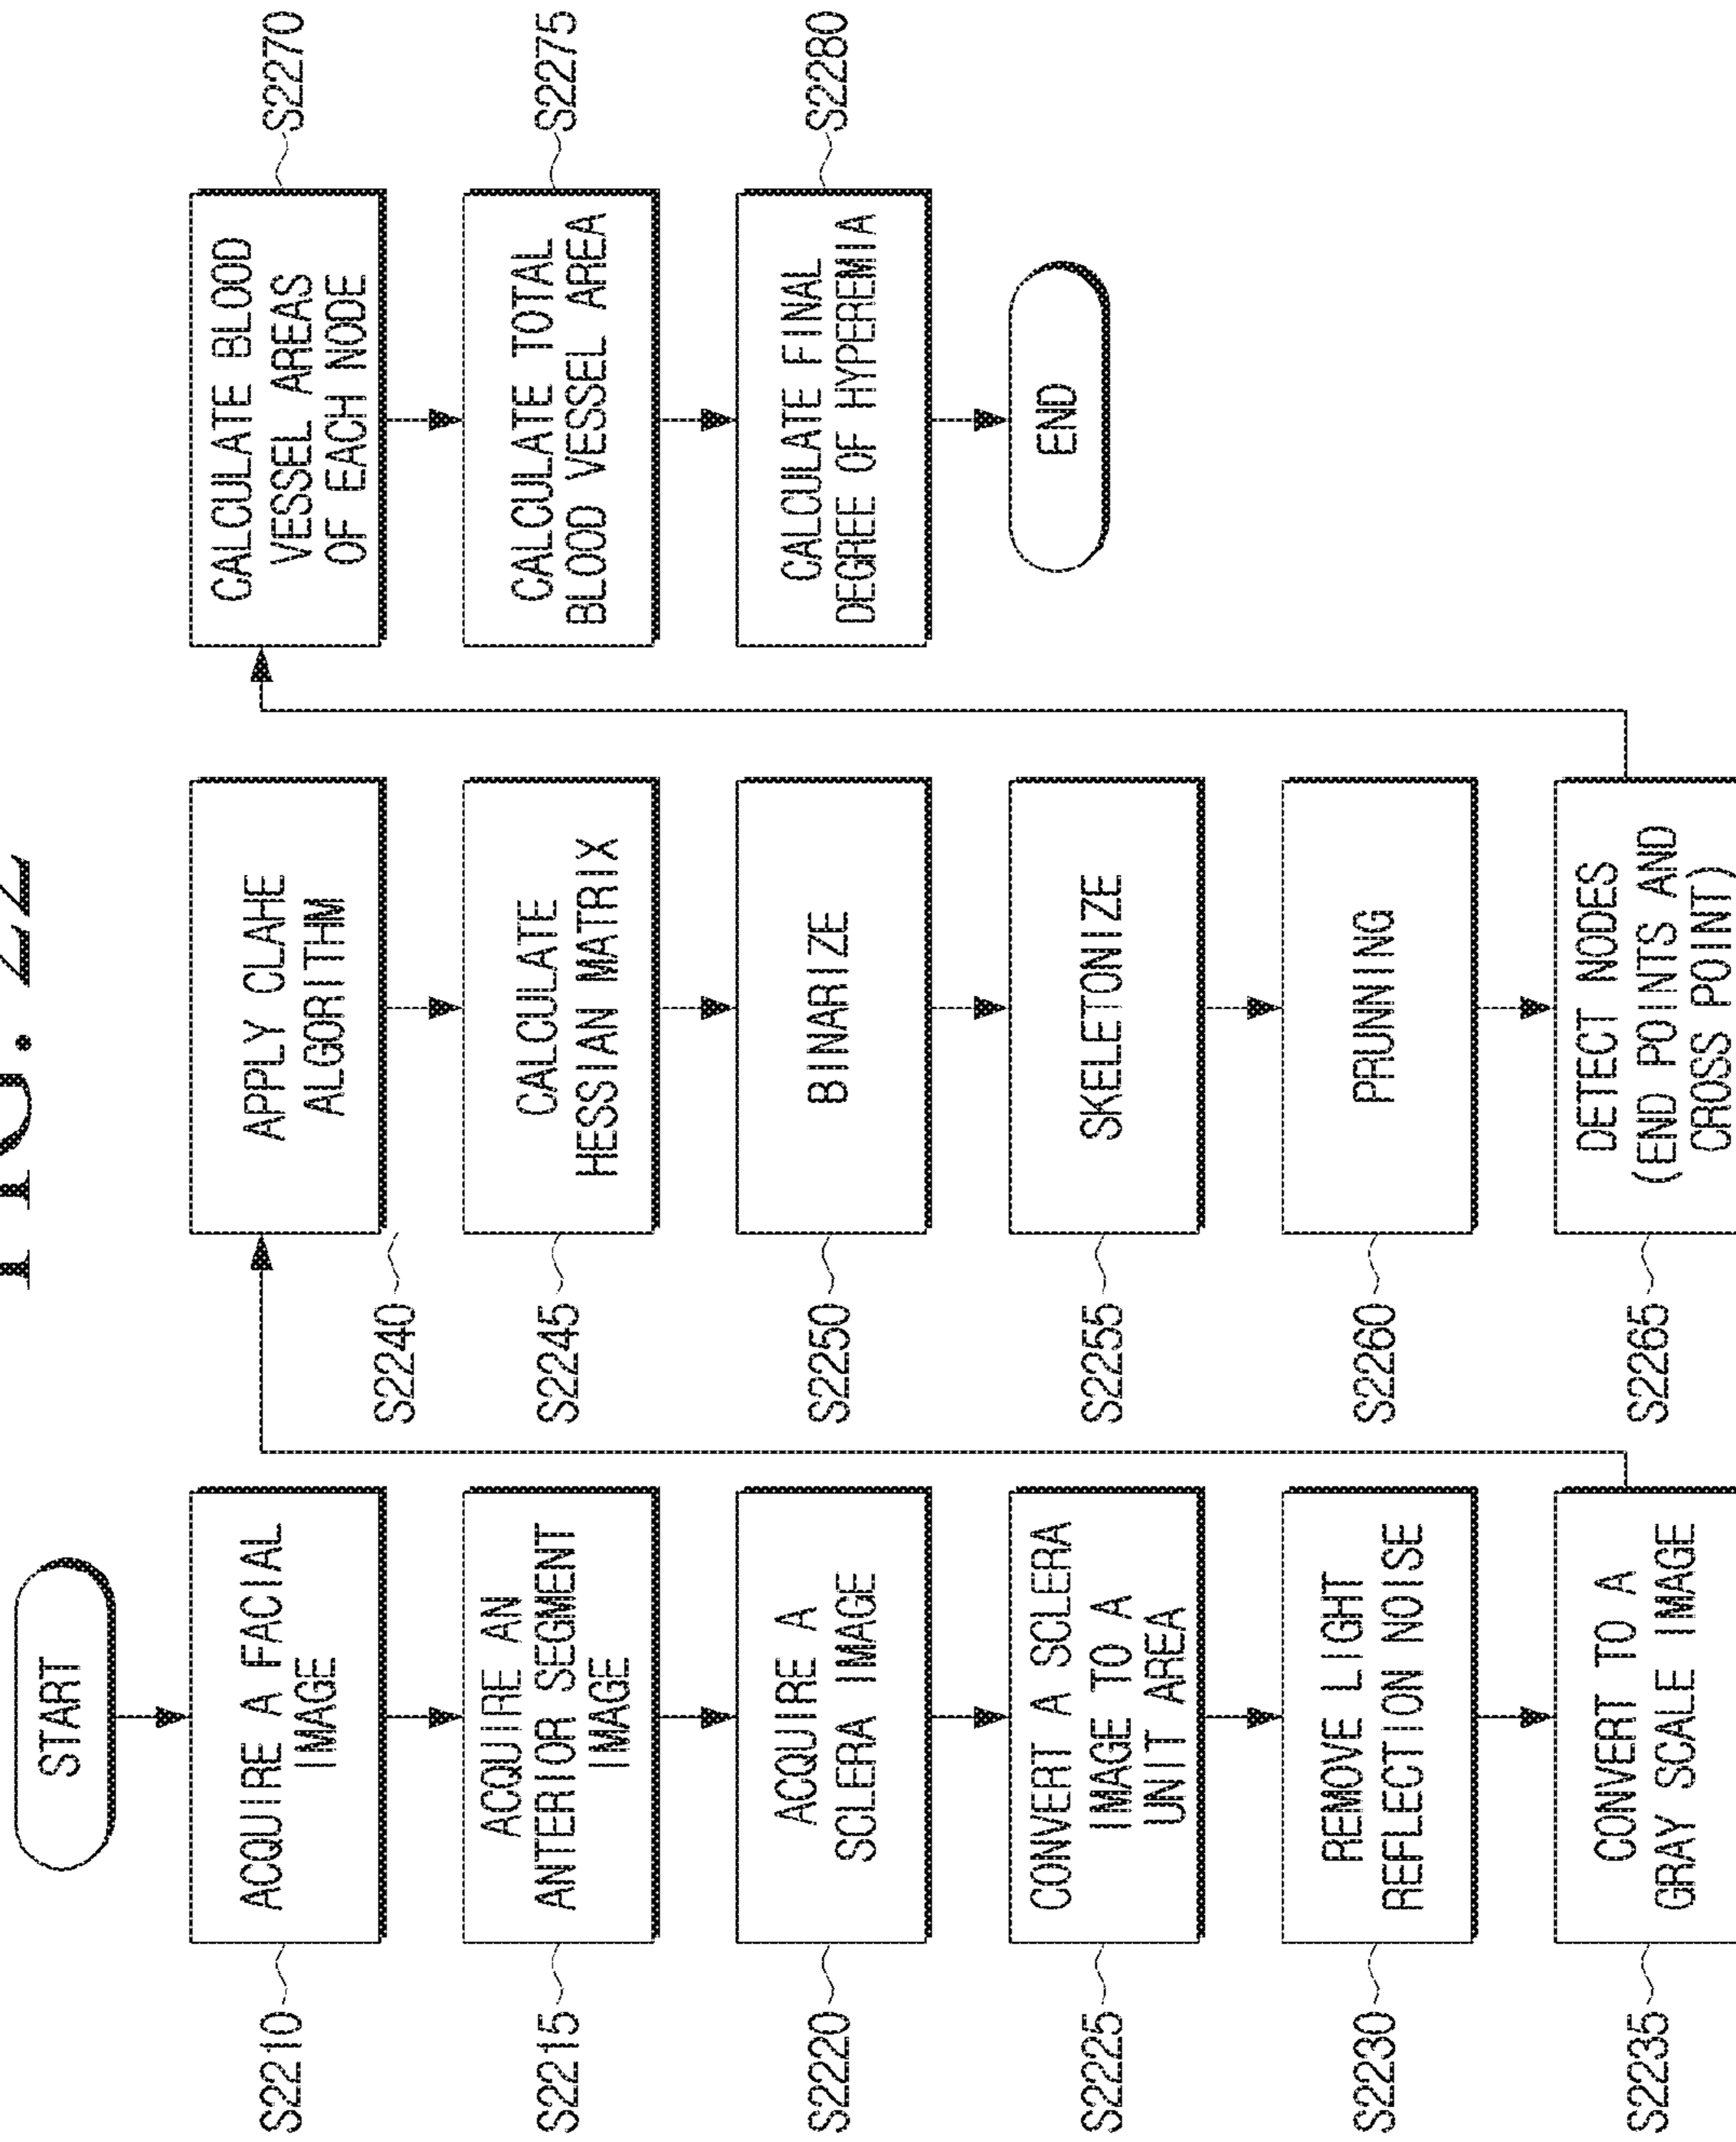 FIG. 22
START
S2210
ACQUIRE A FACIAL
IMAGE
S2215
ACQUIRE AN
ANTERIOR SEGMENT
IMAGE
S2220
ACQUIRE A
SCLERA IMAGE
S2225
CONVERT A SCLERA
IMAGE TO A
UNIT AREA
S2230
REMOVE LIGHT
REFLECTION NOISE
S2235
CONVERT TO A
GRAY SCALE IMAGE
S2240
APPLY CLAHE
ALGORITHM
S2245
CALCULATE
HESSIAN MATRIX
S2250
BINARIZE
S2255
SKELETONIZE
S2260
PRUNNING
S2265
DETECT NODES
(END POINTS AND
CROSS POINT)
S2270
CALCULATE BLOOD
VESSEL AREAS
OF EACH NODE
S2275
CALCULATE TOTAL
BLOOD VESSEL AREA
S2280
CALCULATE FINAL
DEGREE OF HYPEREMIA
END